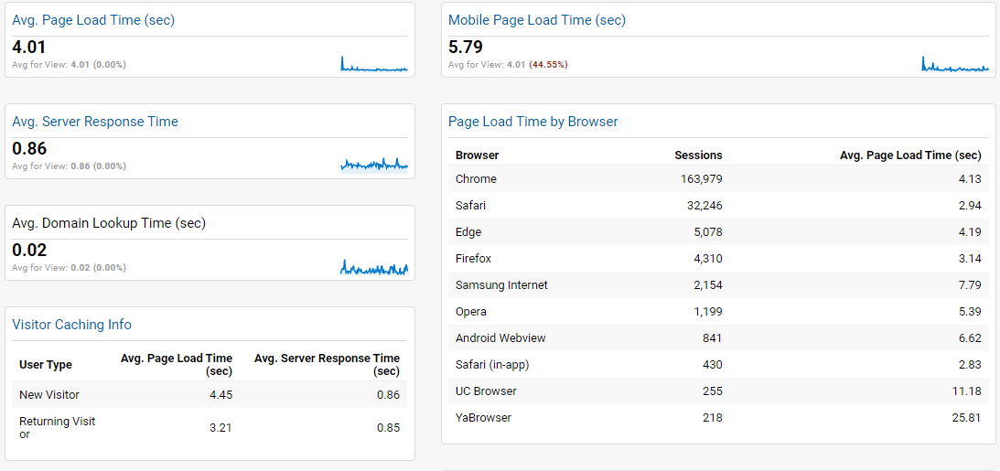 Avg. Page Load Time (sec)
4.01
Avg for View: 4.01 (0.00%)
Mobile Page Load Time (sec)
5.79
Avg for View: 4.01 (44.55%)
Avg. Server Response Time
0.86
Avg for View: 0.86 (0.00%)
Avg. Domain Lookup Time (sec)
0.02
Avg for View: 0.02 (0.00%)
Visitor Caching Info
User Type Avg. Page Load Time (sec) Avg. Server Response Time (sec)
New Visitor 4.45 0.86
Returning Visit
or 3.21 0.85
Page Load Time by Browser
Browser Sessions Avg. Page Load Time (sec)
Chrome 163,979 4.13
Safari 32,246 2.94
Edge 5,078 4.19
Firefox 4,310 3.14
Samsung Internet 2,154 7.79
Opera 1,199 5.39
Android Webview 841 6.62
Safari (in-app) 430 2.83
UC Browser 255 11.18
YaBrowser 218 25.81